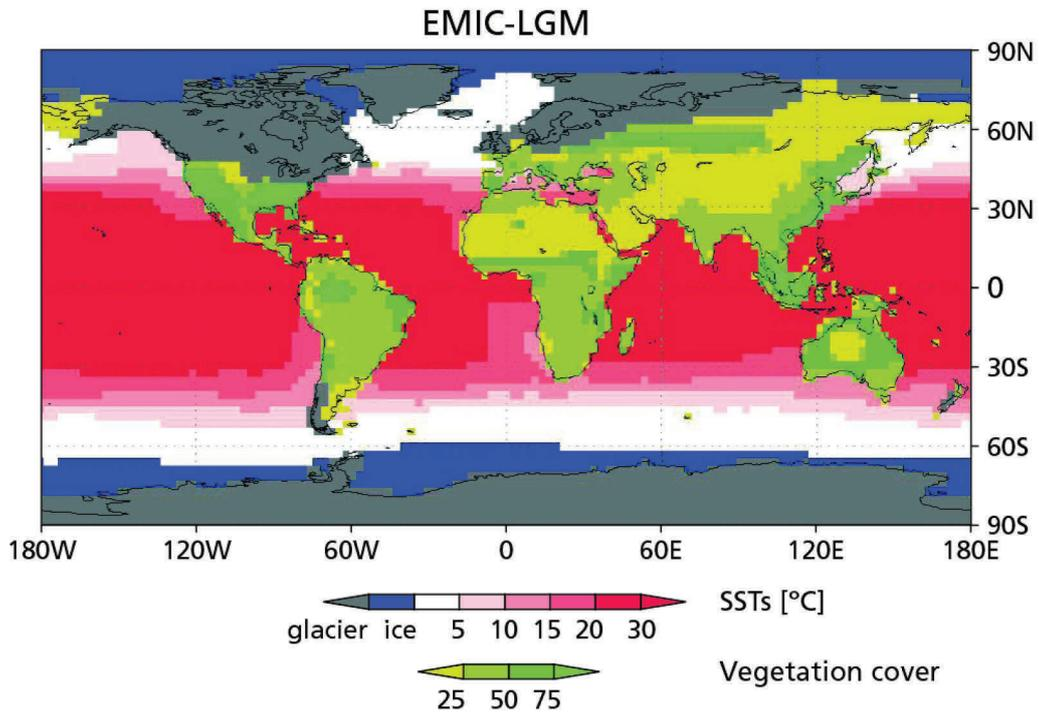 EMIC-LGM
90N
60N
30N
0
30S
60S
90S
180W 120W 60W 0 60E 120E 180E
SSTs [ºC]
glacier ice 5 10 15 20 30
Vegetation cover
25 50 75